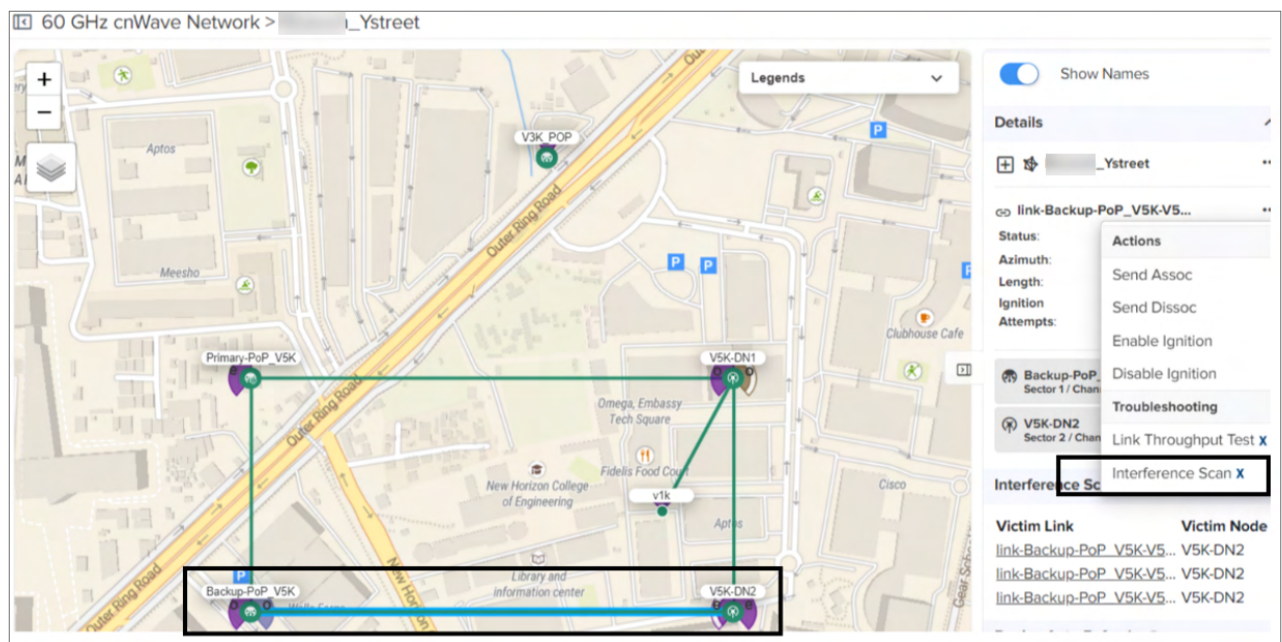 60 GHz cnWave Network > _Ystreet
+
−
Legends
Aptos
V3K_POP
P
Outer Ring Road
Meesho
P P
Clubhouse Cafe
Primary-PoP_V5K
V5K-DN1
Outer Ring Road
Omega, Embassy
Tech Square
New Horizon College
of Engineering
Fidelis Food Court
v1k
Cisco
Aptos
Library and
information center
P
Backup-PoP_V5K
V5K-DN2
Outer Ring Road
New Horizon
Show Names
Details
_Ystreet
link-Backup-PoP_V5K-V5...
Status:
Azimuth:
Length:
Ignition
Attempts:
Actions
Send Assoc
Send Dissoc
Enable Ignition
Disable Ignition
Troubleshooting
Link Throughput Test X
Interference Scan X
Backup-PoP_
Sector 1 / Chan
V5K-DN2
Sector 2 / Chan
Interference Sc
Victim Link Victim Node
link-Backup-PoP_V5K-V5... V5K-DN2
link-Backup-PoP_V5K-V5... V5K-DN2
link-Backup-PoP_V5K-V5... V5K-DN2